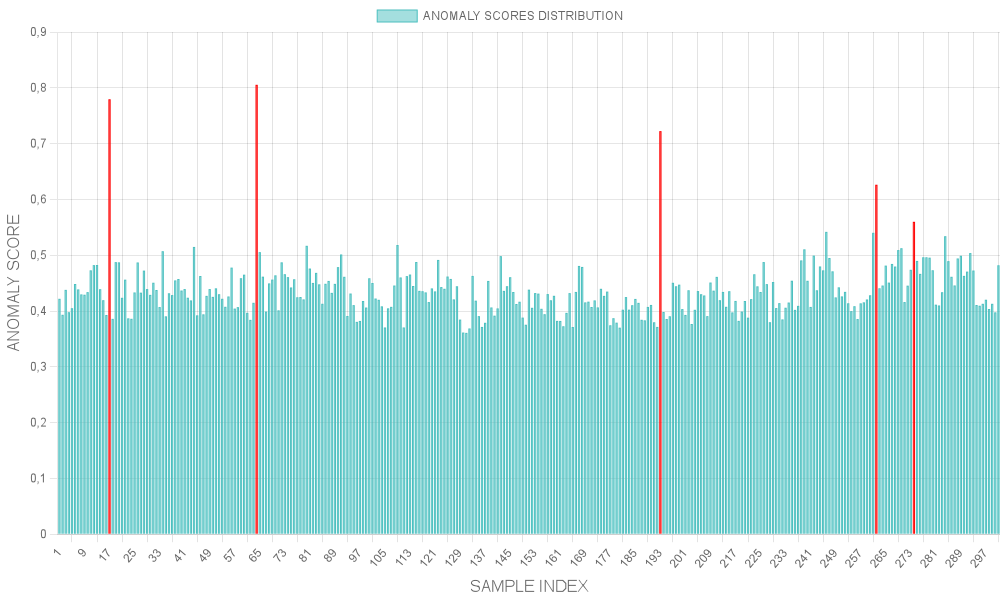 ANOMALY SCORES DISTRIBUTION
0,9
0,8
0,7
0,6
0,5
0,4
0,3
0,2
0,1
0
ANOMALY SCORE
1 9 17 25 33 41 49 57 65 73 81 89 97 105 113 121 129 137 145 153 161 169 177 185 193 201 209 217 225 233 241 249 257 265 273 281 289 297
SAMPLE INDEX